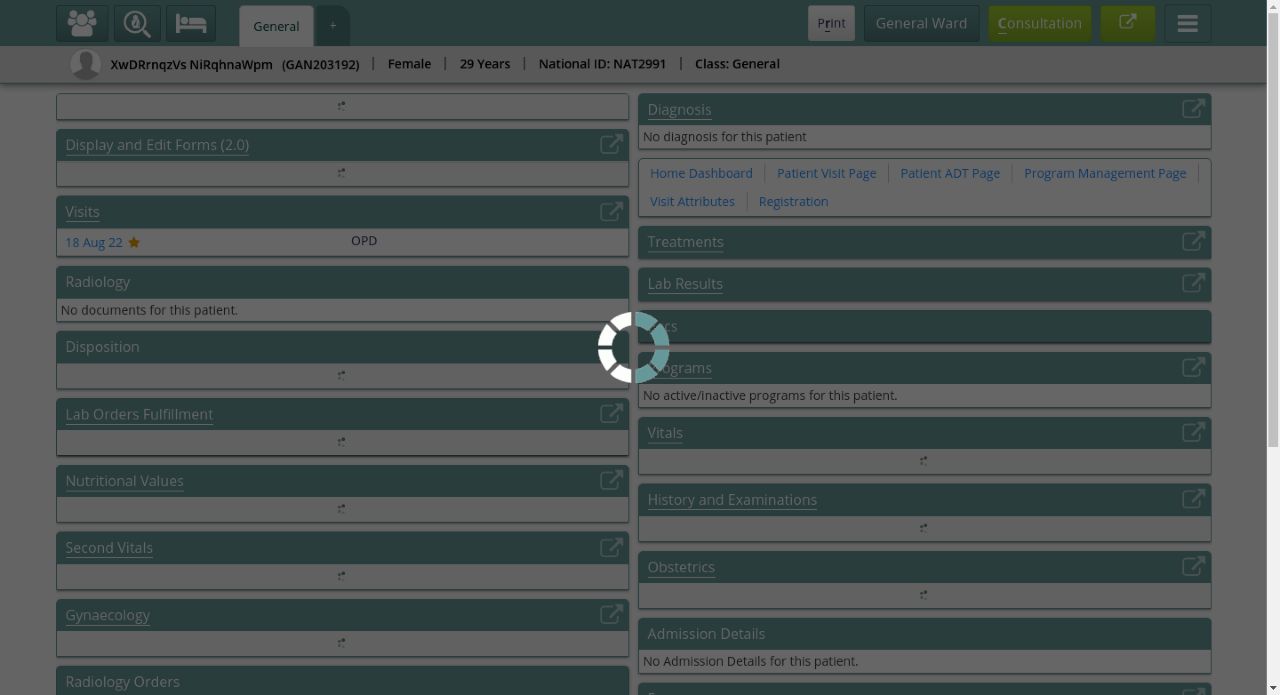 General
+
Print
General Ward
Consultation
XwDRrnqzVs NiRqhnaWpm (GAN203192) | Female | 29 Years | National ID: NAT2991 | Class: General
Display and Edit Forms (2.0)
Visits
18 Aug 22
OPD
Radiology
No documents for this patient.
Disposition
Lab Orders Fulfillment
Nutritional Values
Second Vitals
Gynaecology
Radiology Orders
Diagnosis
No diagnosis for this patient
Home Dashboard | Patient Visit Page | Patient ADT Page | Program Management Page |
Visit Attributes | Registration
Treatments
Lab Results
No active/inactive programs for this patient.
Vitals
History and Examinations
Obstetrics
Admission Details
No Admission Details for this patient.